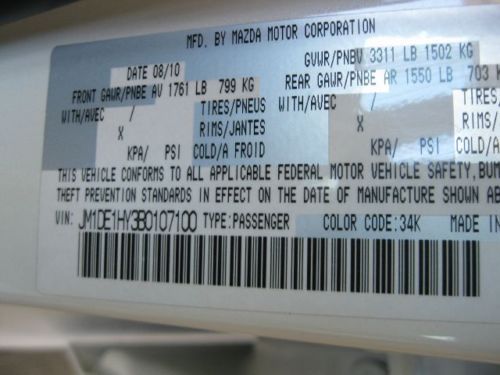 MFD. BY MAZDA MOTOR CORPORATION
DATE 08/10 GVWR/PNBV 3311 LB 1502 KG
FRONT GAWR/PNBE AV 1761 LB 799 KG REAR GAWR/PNBE AR 1550 LB 703 K
WITH/AVEC / TIRES/PNEUS WITH/AVEC / TIRES/P
X RIMS/JANTES X RIMS/
KPA/ PSI COLD/A FROID KPA/ PSI COLD/A
THIS VEHICLE CONFORMS TO ALL APPLICABLE FEDERAL MOTOR VEHICLE SAFETY, BUM
THEFT PREVENTION STANDARDS IN EFFECT ON THE DATE OF MANUFACTURE SHOWN AB
VIN: JM1DE1HY3B0107100 TYPE:PASSENGER COLOR CODE:34K MADE IN